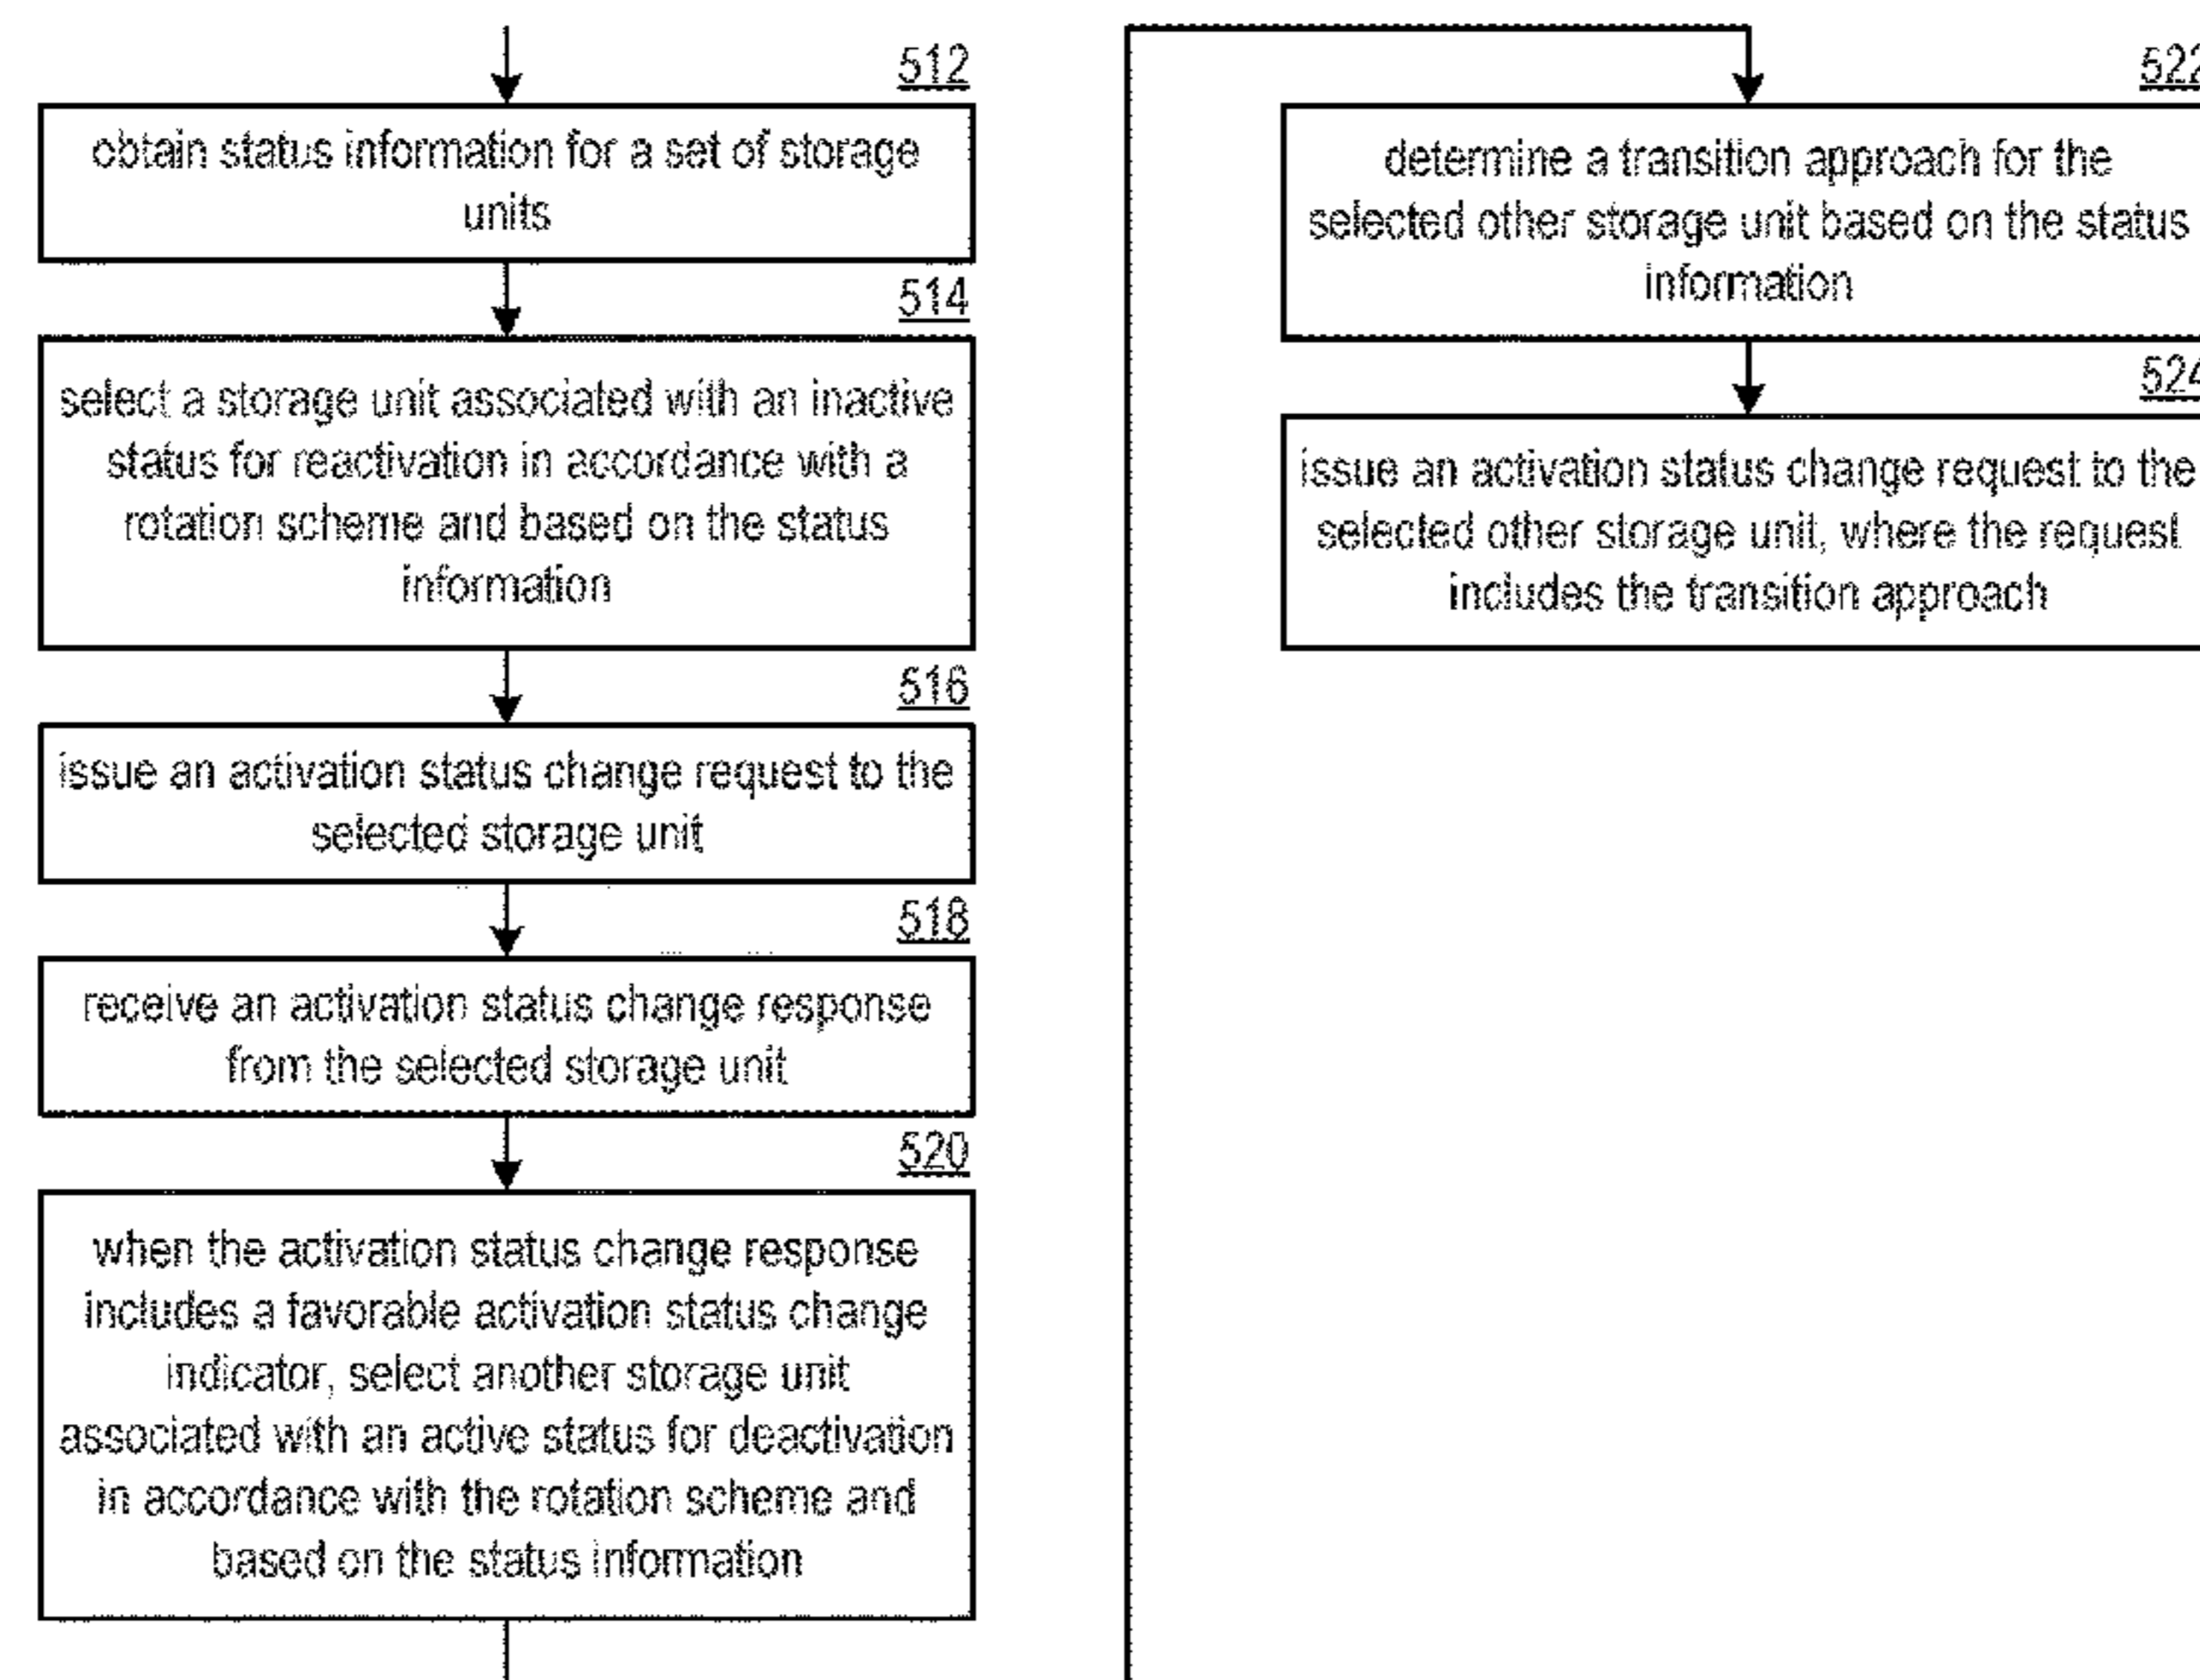 512
obtain status information for a set of storage
units
514
select a storage unit associated with an inactive
status for reactivation in accordance with a
rotation scheme and based on the status
information
516
issue an activation status change request to the
selected storage unit
518
receive an activation status change response
from the selected storage unit
520
when the activation status change response
includes a favorable activation status change
indicator, select another storage unit
associated with an active status for deactivation
in accordance with the rotation scheme and
based on the status information
522
determine a transition approach for the
selected other storage unit based on the status
information
524
issue an activation status change request to the
selected other storage unit, where the request
includes the transition approach